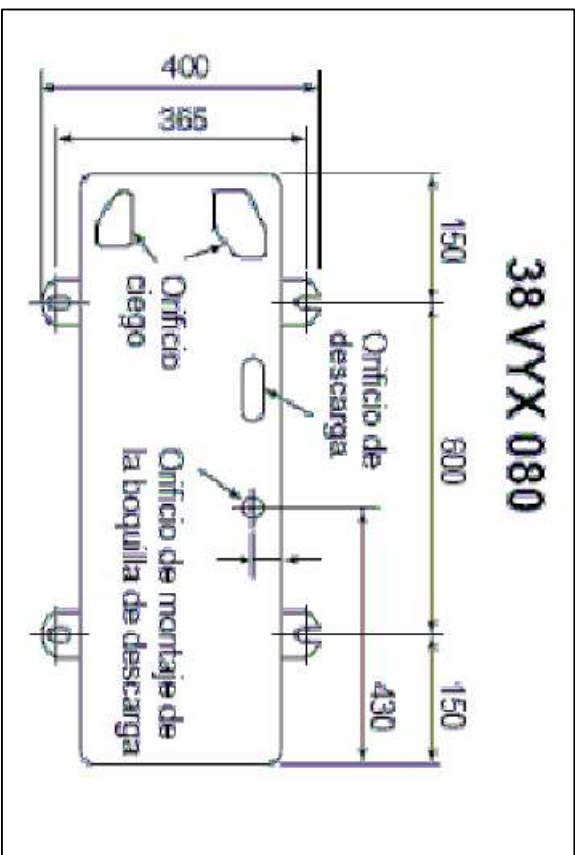 38 VYX 080
150
600
150
430
400
365
Orificio de
descarga
Orificio
ciego
Orificio de montaje de
la boquilla de descarga